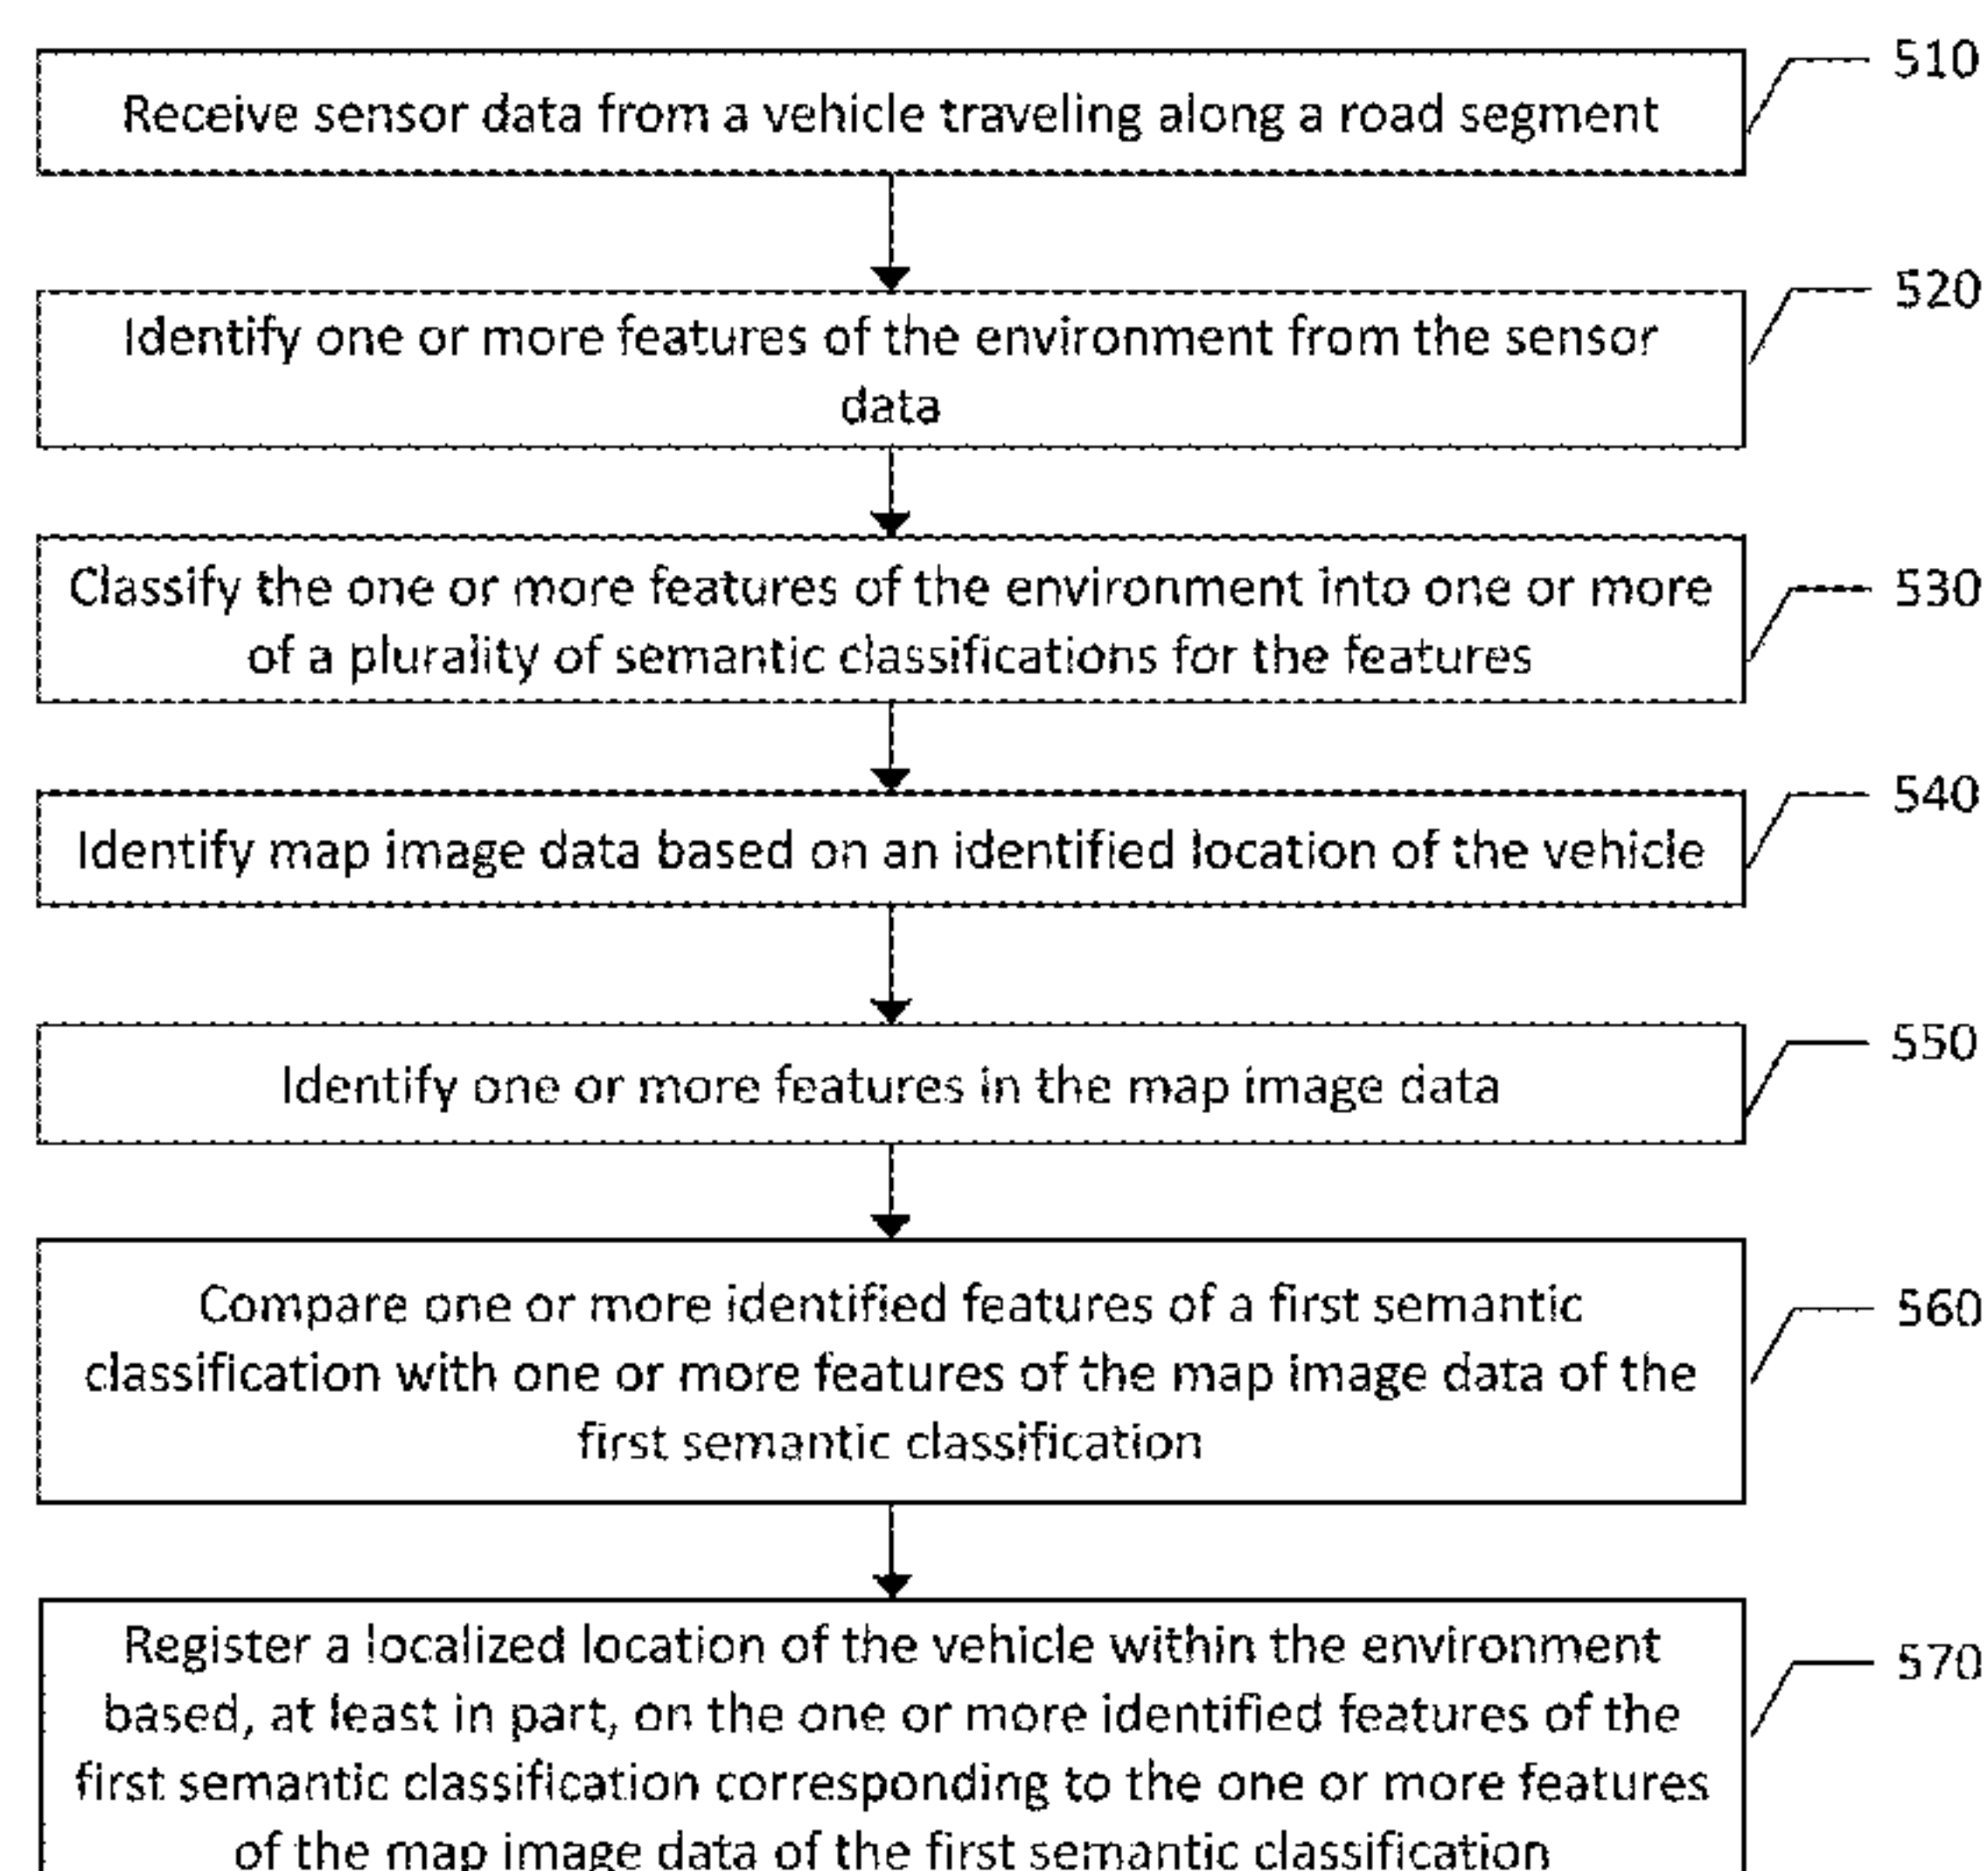 510
Receive sensor data from a vehicle traveling along a road segment
520
Identify one or more features of the environment from the sensor
data
530
Classify the one or more features of the environment into one or more
of a plurality of semantic classifications for the features
540
Identify map image data based on an identified location of the vehicle
550
Identify one or more features in the map image data
560
Compare one or more identified features of a first semantic
classification with one or more features of the map image data of the
first semantic classification
570
Register a localized location of the vehicle within the environment
based, at least in part, on the one or more identified features of the
first semantic classification corresponding to the one or more features
of the map image data of the first semantic classification